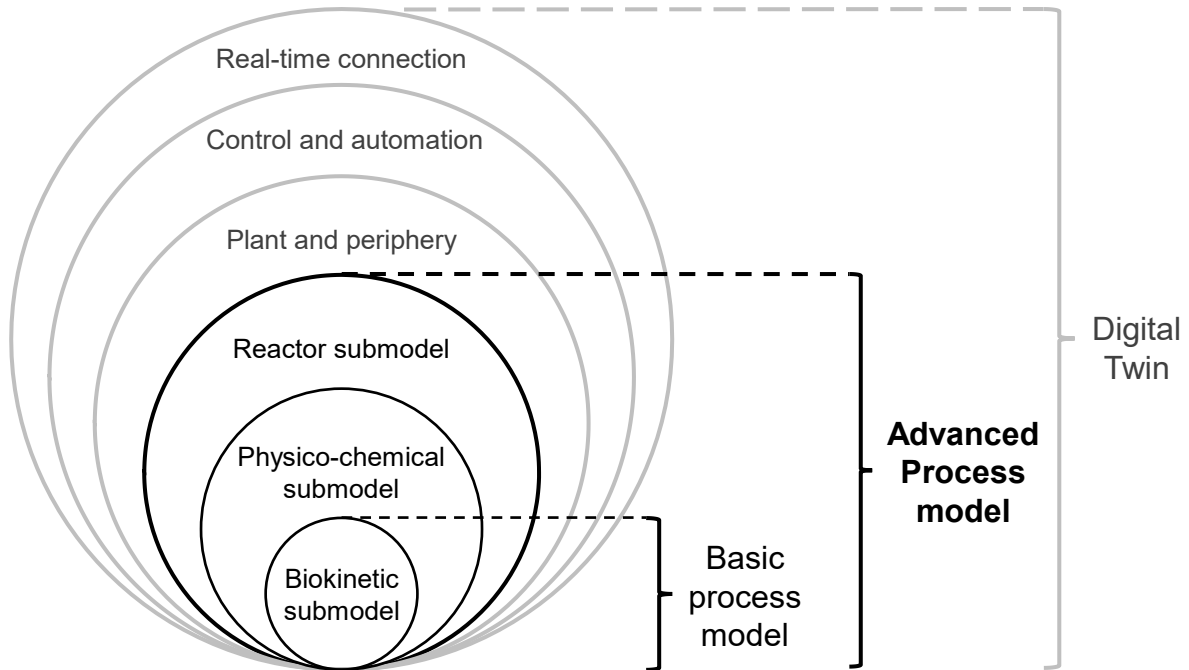 Real-time connection
Control and automation
Plant and periphery
Reactor submodel
Physico-chemical
submodel
Biokinetic
submodel
Basic
process
model
Advanced
Process
model
Digital
Twin